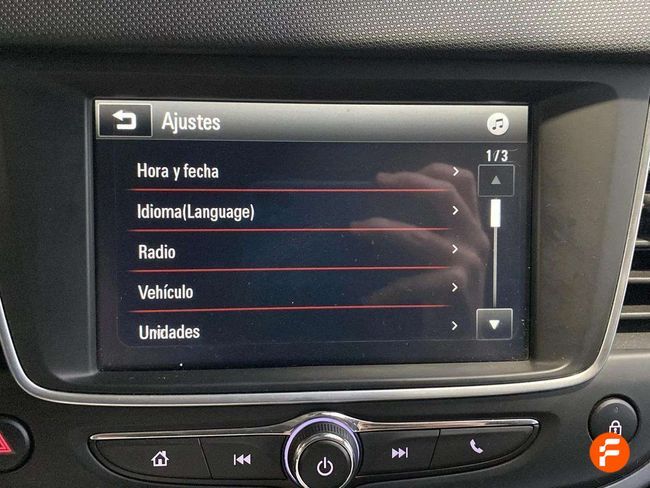 Ajustes
1/3
Hora y fecha
Idioma(Language)
Radio
Vehículo
Unidades